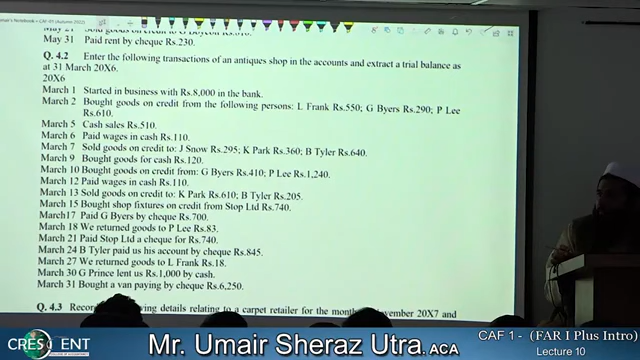 May 31 Paid rent by cheque Rs.230.
Q. 4.2 Enter the following transactions of an antiques shop in the accounts and extract a trial balance as
at 31 March 20X6.
20X6
March 1 Started in business with Rs.8,000 in the bank.
March 2 Bought goods on credit from the following persons: L Frank Rs.550; G Byers Rs.290; P Lee
Rs.610.
March 5 Cash sales Rs.510.
March 6 Paid wages in cash Rs.110.
March 7 Sold goods on credit to: J Snow Rs.295; K Park Rs.360; B Tyler Rs.640.
March 9 Bought goods for cash Rs.120.
March 10 Bought goods on credit from: G Byers Rs.410; P Lee Rs.1,240.
March 12 Paid wages in cash Rs.110.
March 13 Sold goods on credit to: K Park Rs.610; B Tyler Rs.205.
March 15 Bought shop fixtures on credit from Stop Ltd Rs.740.
March17 Paid G Byers by cheque Rs.700.
March 18 We returned goods to P Lee Rs.83.
March 21 Paid Stop Ltd a cheque for Rs.740.
March 24 B Tyler paid us his account by cheque Rs.845.
March 27 We returned goods to L Frank Rs.18.
March 30 G Prince lent us Rs.1,000 by cash.
March 31 Bought a van paying by cheque Rs.6,250.
Q. 4.3 details relating to a carpet retailer for the 20X7 and
CRESCENT
Mr. Umair Sheraz Utra. ACA
CAF 1 - (FAR I Plus Intro)
Lecture 10